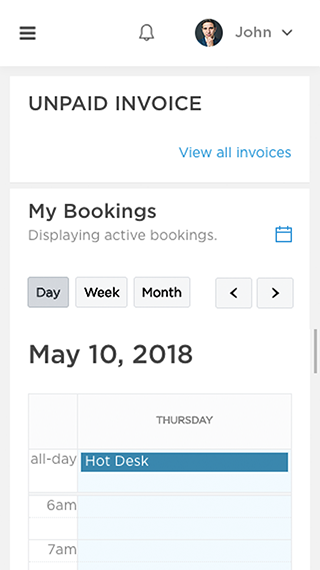 John
UNPAID INVOICE
View all invoices
My Bookings
Displaying active bookings.
Day Week Month
May 10, 2018
THURSDAY
all-day Hot Desk
6am
7am